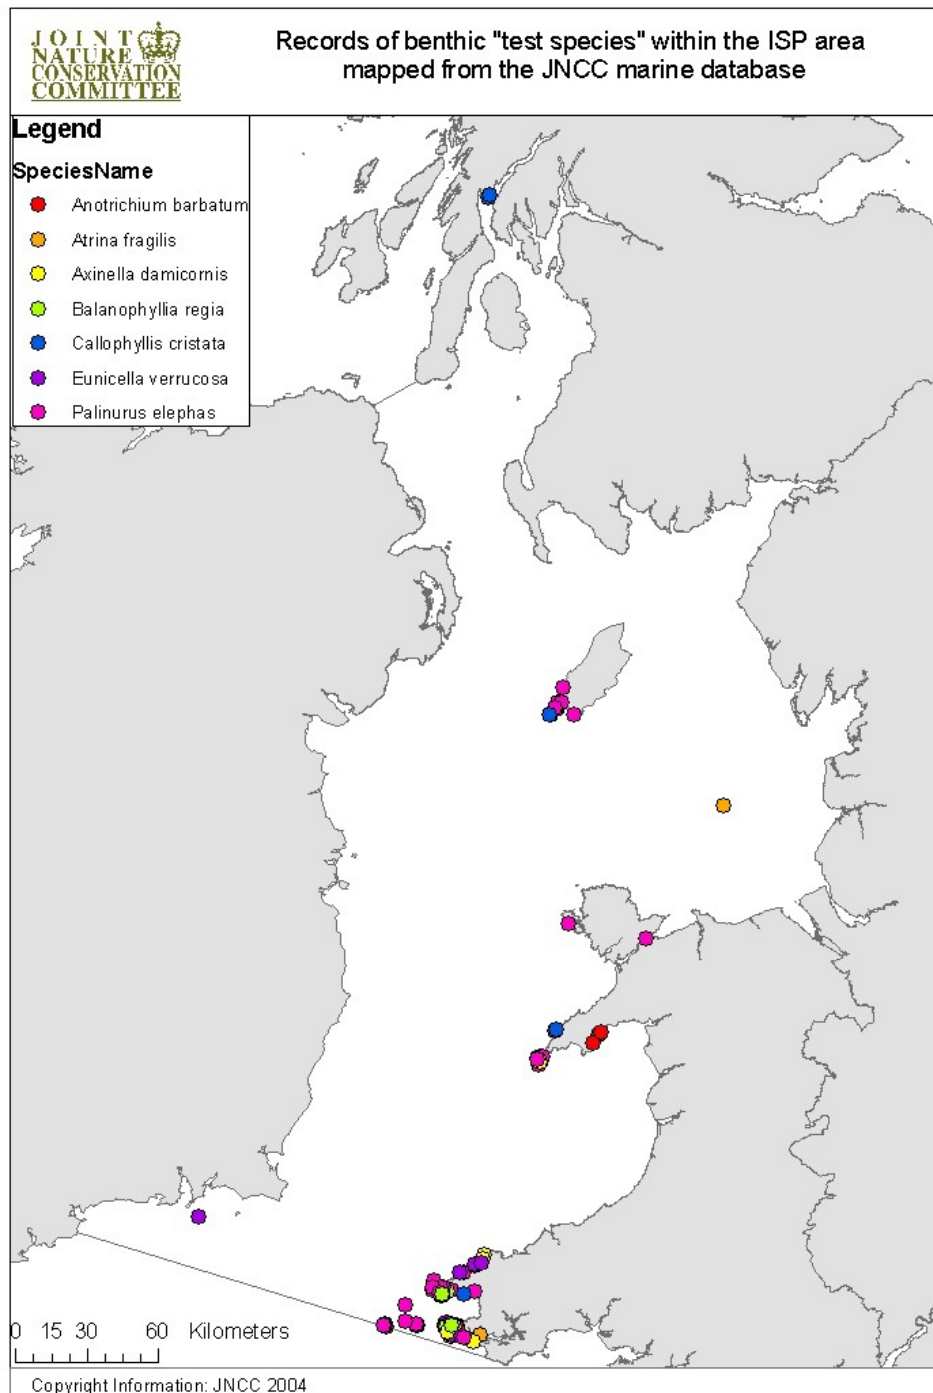 JOINT
NATURE
CONSERVATION
COMMITTEE
Records of benthic "test species" within the ISP area
mapped from the JNCC marine database
Legend
SpeciesName
Anotrichium barbatum
Atrina fragilis
Axinella damicornis
Balanophyllia regia
Callophyllis cristata
Eunicella verrucosa
Palinurus elephas
0 15 30 60 Kilometers
Copyright Information: JNCC 2004